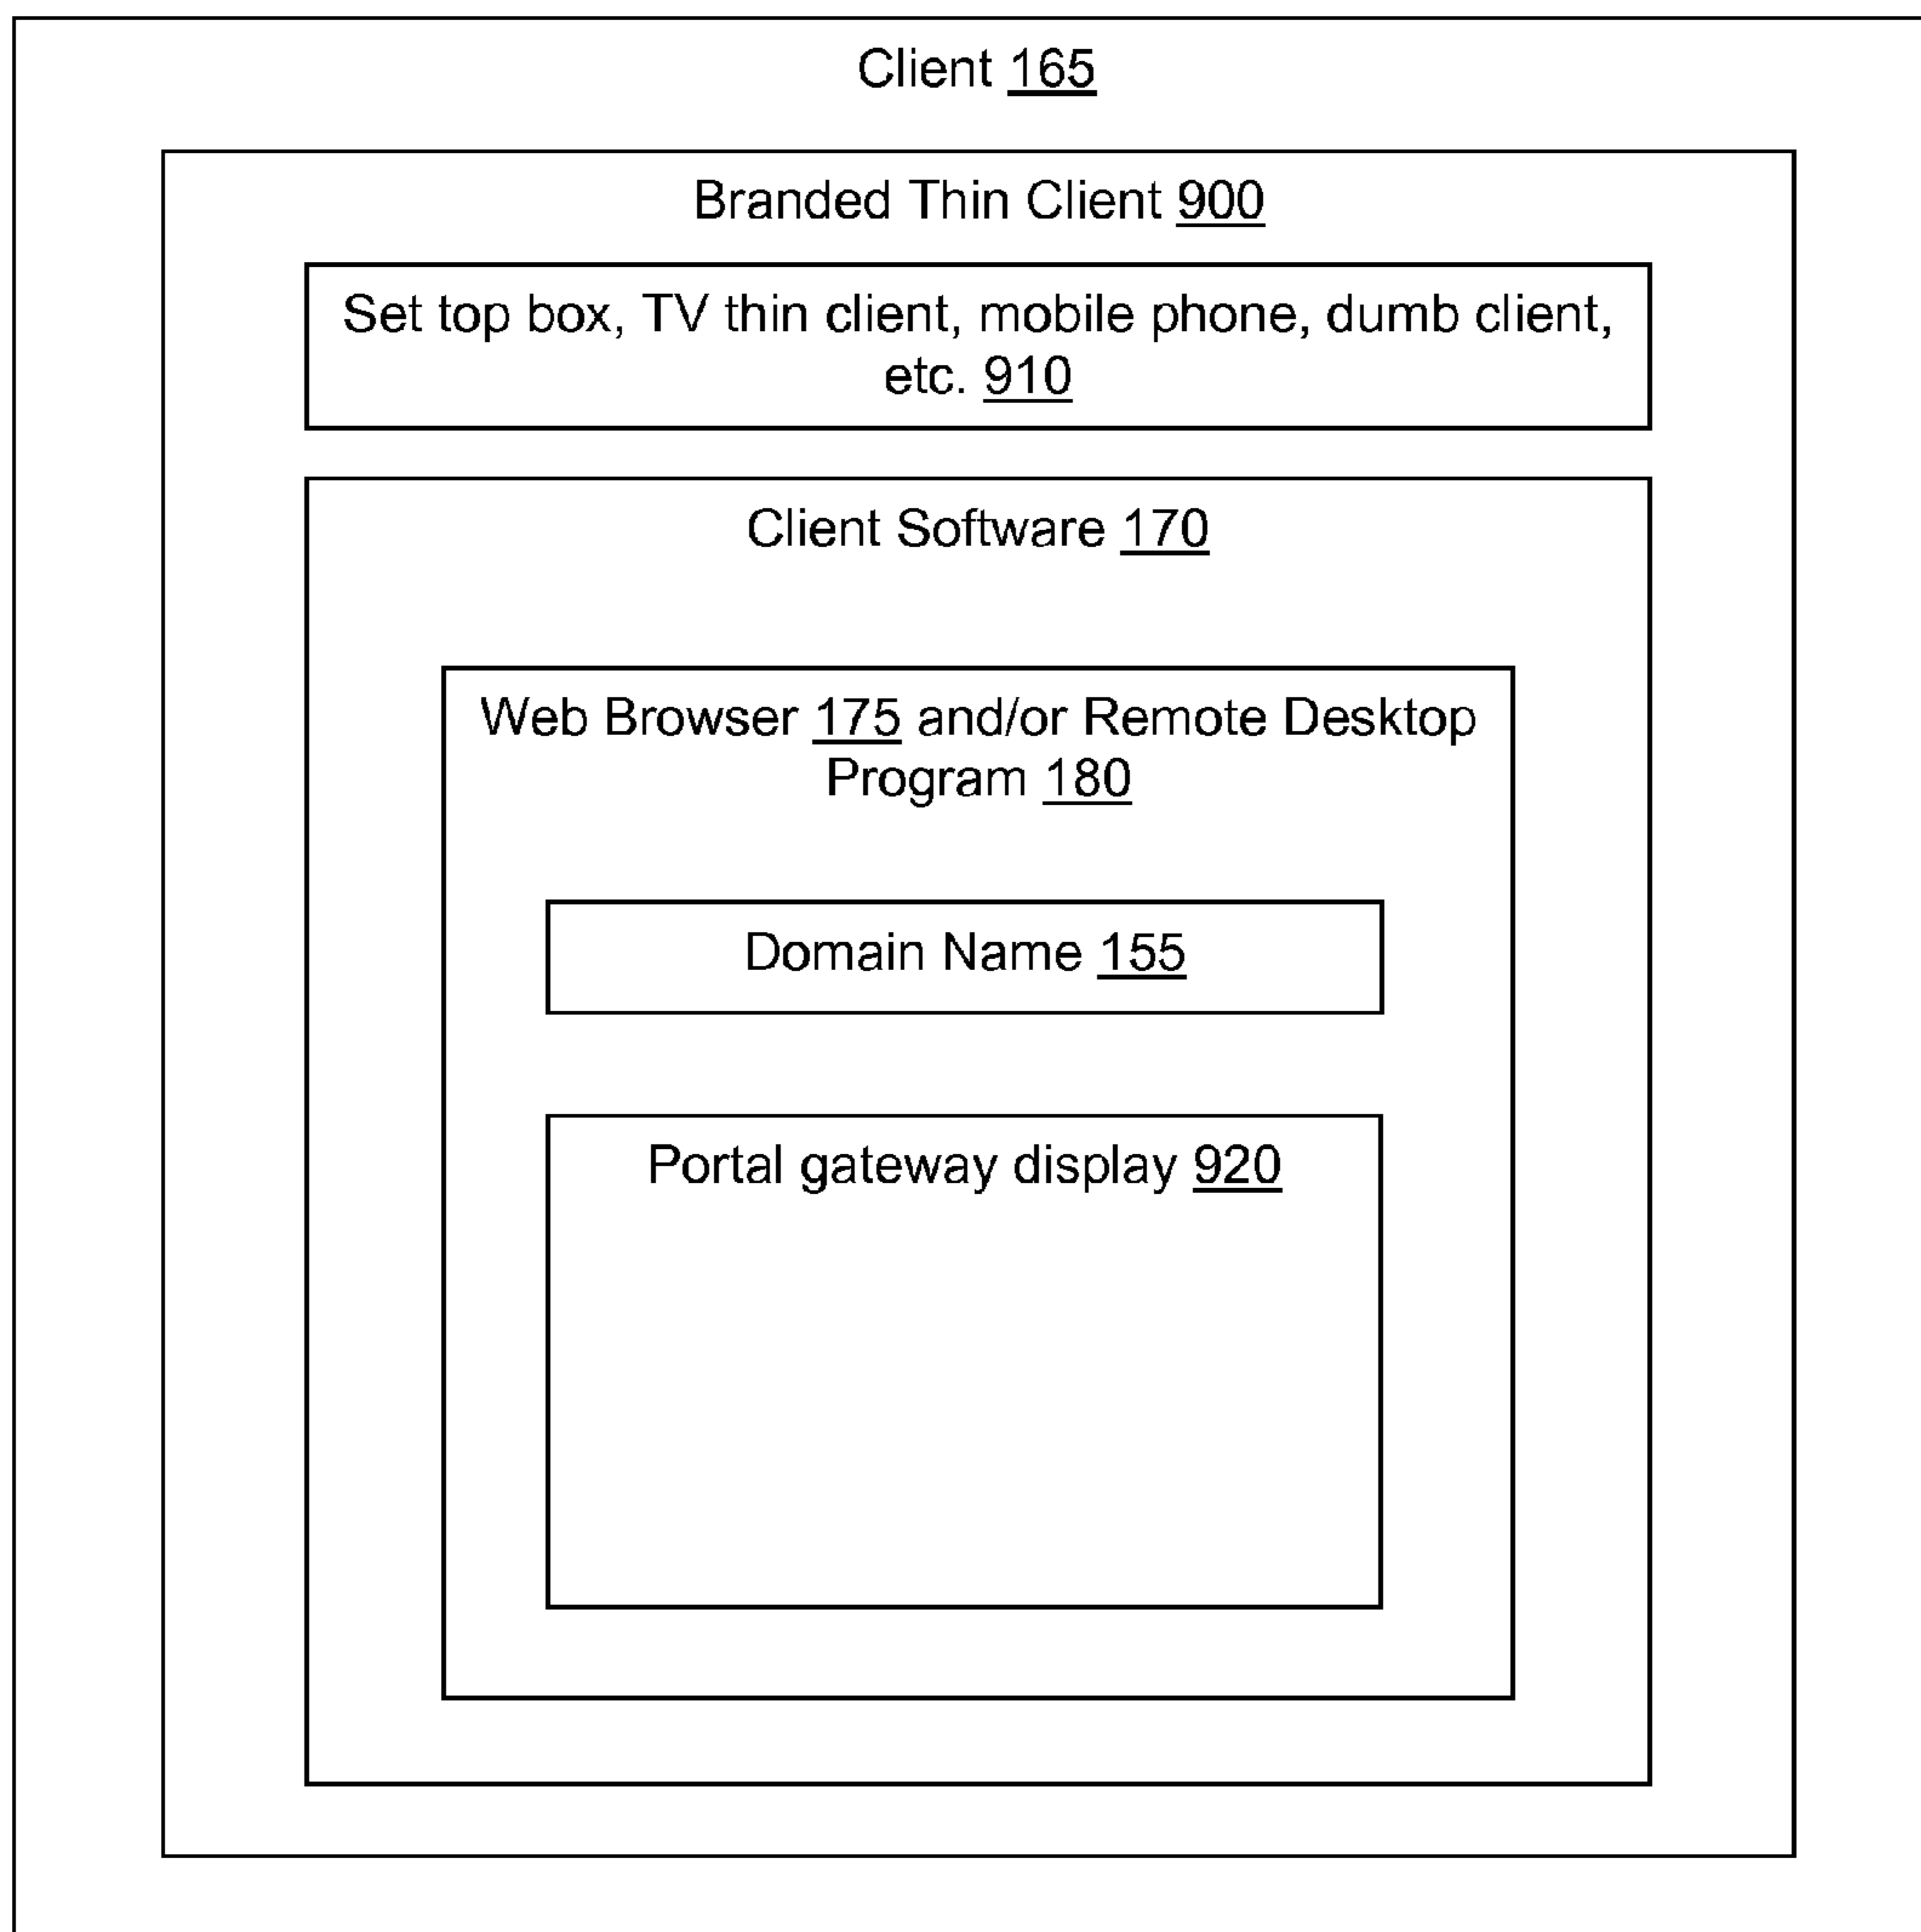 Client 165
Branded Thin Client 900
Set top box, TV thin client, mobile phone, dumb client,
etc. 910
Client Software 170
Web Browser 175 and/or Remote Desktop
Program 180
Domain Name 155
Portal gateway display 920